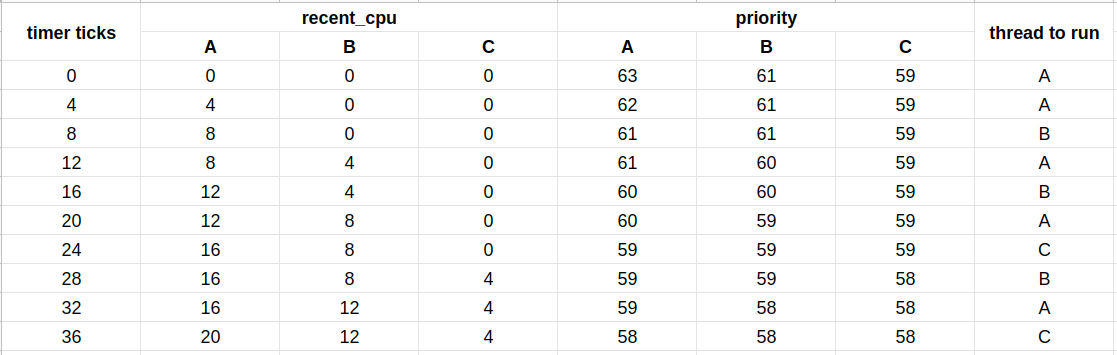 timer ticks recent_cpu priority thread to run
A B C A B C
0 0 0 0 63 61 59 A
4 4 0 0 62 61 59 A
8 8 0 0 61 61 59 B
12 8 4 0 61 60 59 A
16 12 4 0 60 60 59 B
20 12 8 0 60 59 59 A
24 16 8 0 59 59 59 C
28 16 8 4 59 59 58 B
32 16 12 4 59 58 58 A
36 20 12 4 58 58 58 C